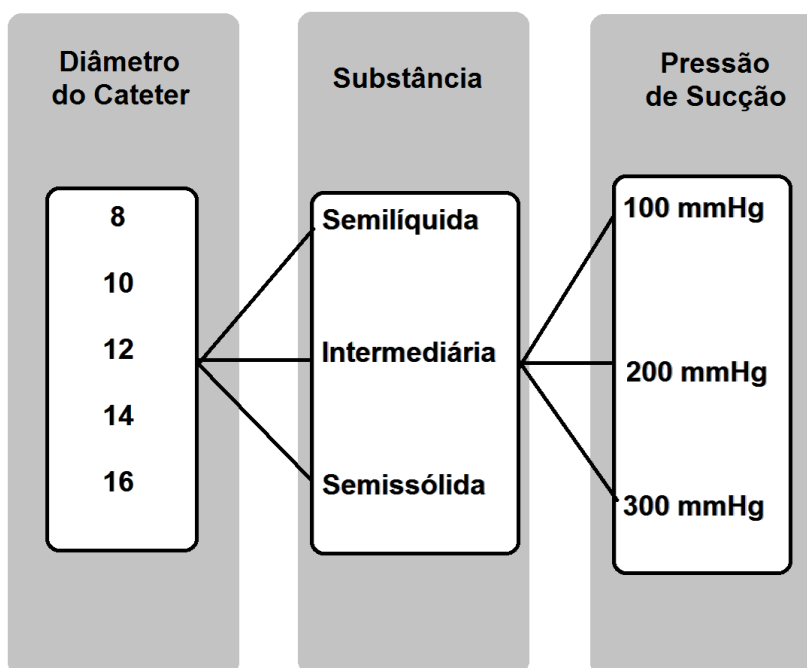 Diâmetro
do Cateter
8
10
12
14
16
Substância
Semilíquida
Intermediária
Semissólida
Pressão
de Sucção
100 mmHg
200 mmHg
300 mmHg